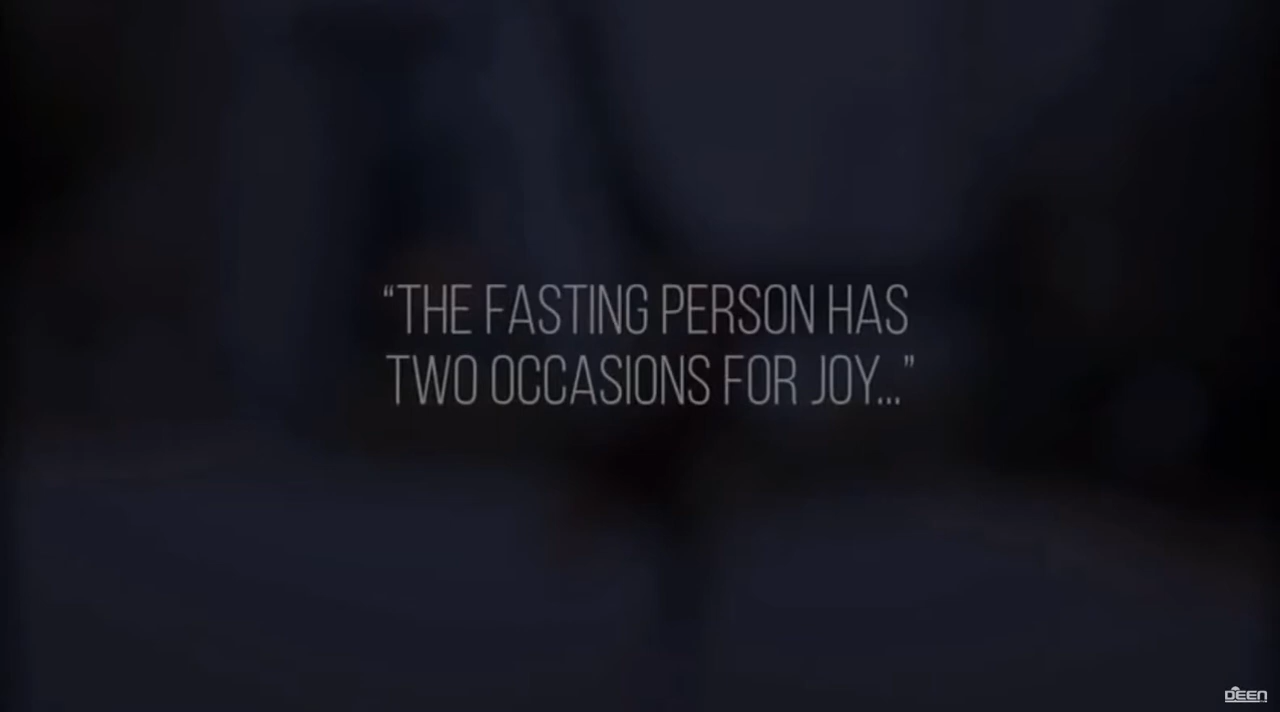 “THE FASTING PERSON HAS
TWO OCCASIONS FOR JOY...”
DEEN